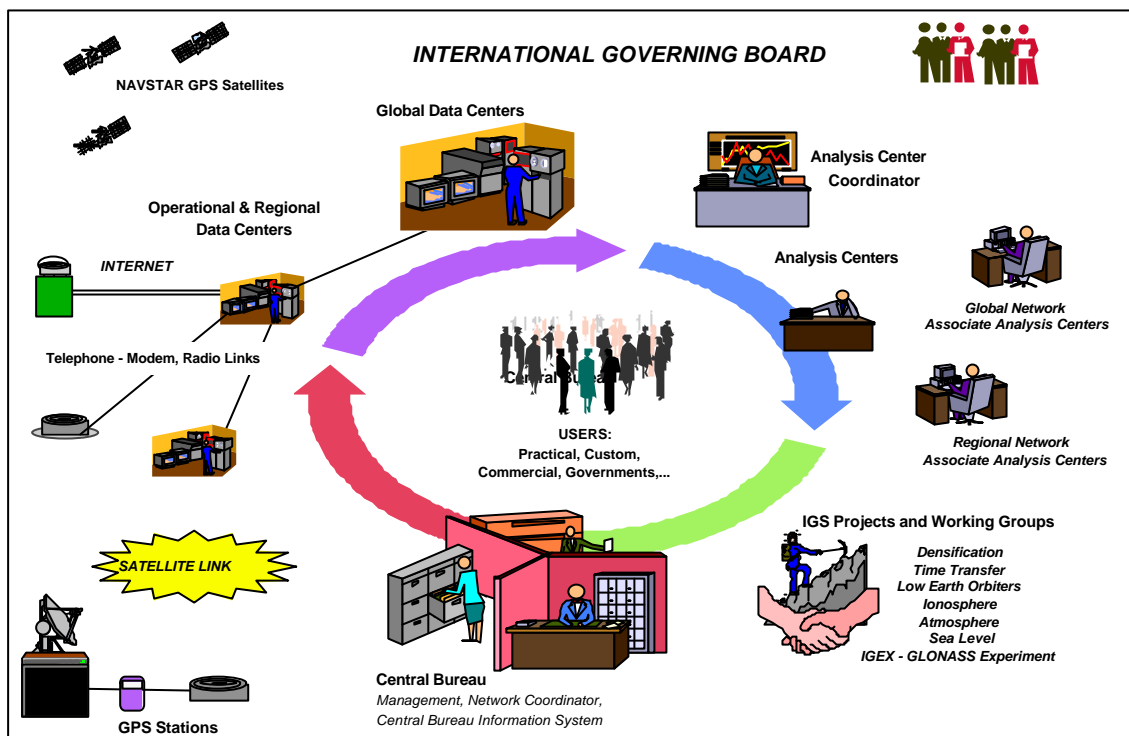 INTERNATIONAL GOVERNING BOARD
NAVSTAR GPS Satellites
Global Data Centers
Analysis Center
Coordinator
Operational & Regional
Data Centers
INTERNET
Analysis Centers
Global Network
Associate Analysis Centers
Telephone - Modem, Radio Links
Central Bureau
USERS:
Practical, Custom,
Commercial, Governments,...
Regional Network
Associate Analysis Centers
IGS Projects and Working Groups
Densification
Time Transfer
Low Earth Orbiters
Ionosphere
Atmosphere
Sea Level
IGEX - GLONASS Experiment
SATELLITE LINK
Central Bureau
Management, Network Coordinator,
Central Bureau Information System
GPS Stations